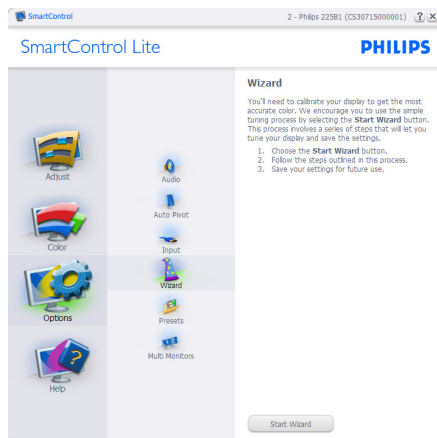 SmartControl
2 - Philips 225B1 (CS30715000001)
?
×
SmartControl Lite
PHILIPS
Adjust
Color
Options
Help
Audio
Auto Pivot
Input
Wizard
Presets
Multi Monitors
Wizard
You'll need to calibrate your display to get the most
accurate color. We encourage you to use the simple
tuning process by selecting the Start Wizard button.
This process involves a series of steps that will let you
tune your display and save the settings.
1. Choose the Start Wizard button.
2. Follow the steps outlined in this process.
3. Save your settings for future use.
Start Wizard